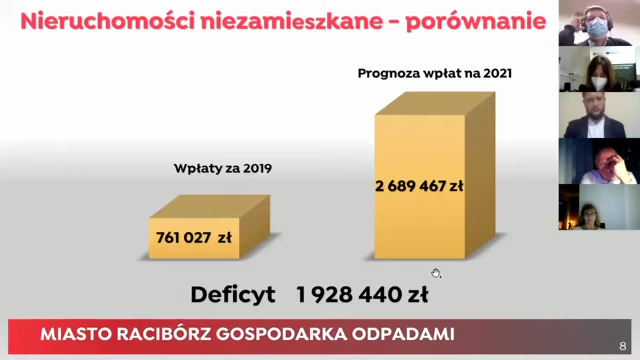 Nieruchomości niezamieszkane - porównanie
Prognoza wpłat na 2021
Wpłaty za 2019
2 689 467 zł
761 027 zł
Deficyt 1 928 440 zł
MIASTO RACIBÓRZ GOSPODARKA ODPADAMI
8